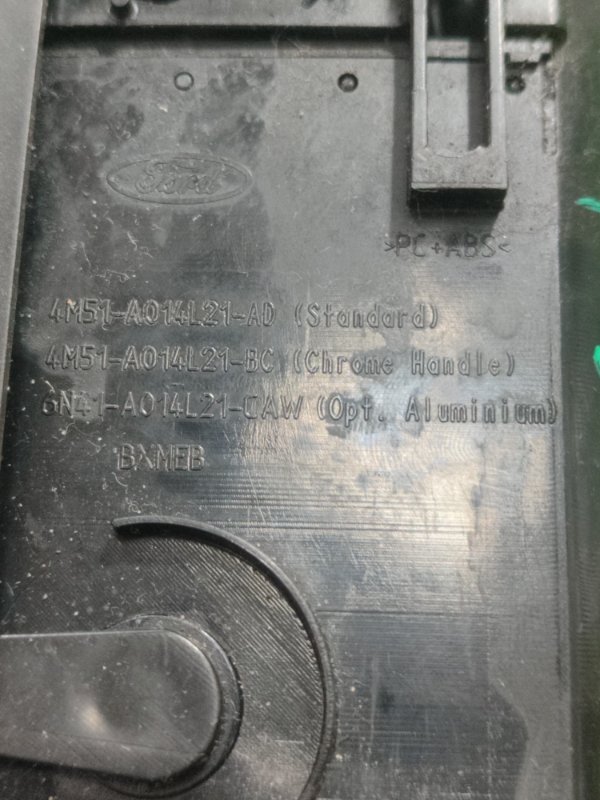 Ford
>PC+ABS<
4M51-A014L21-AD (Standard)
4M51-A014L21-BC (Chrome Handle)
6N41-A014L21-CAW (Opt. Aluminium)
BXMEB